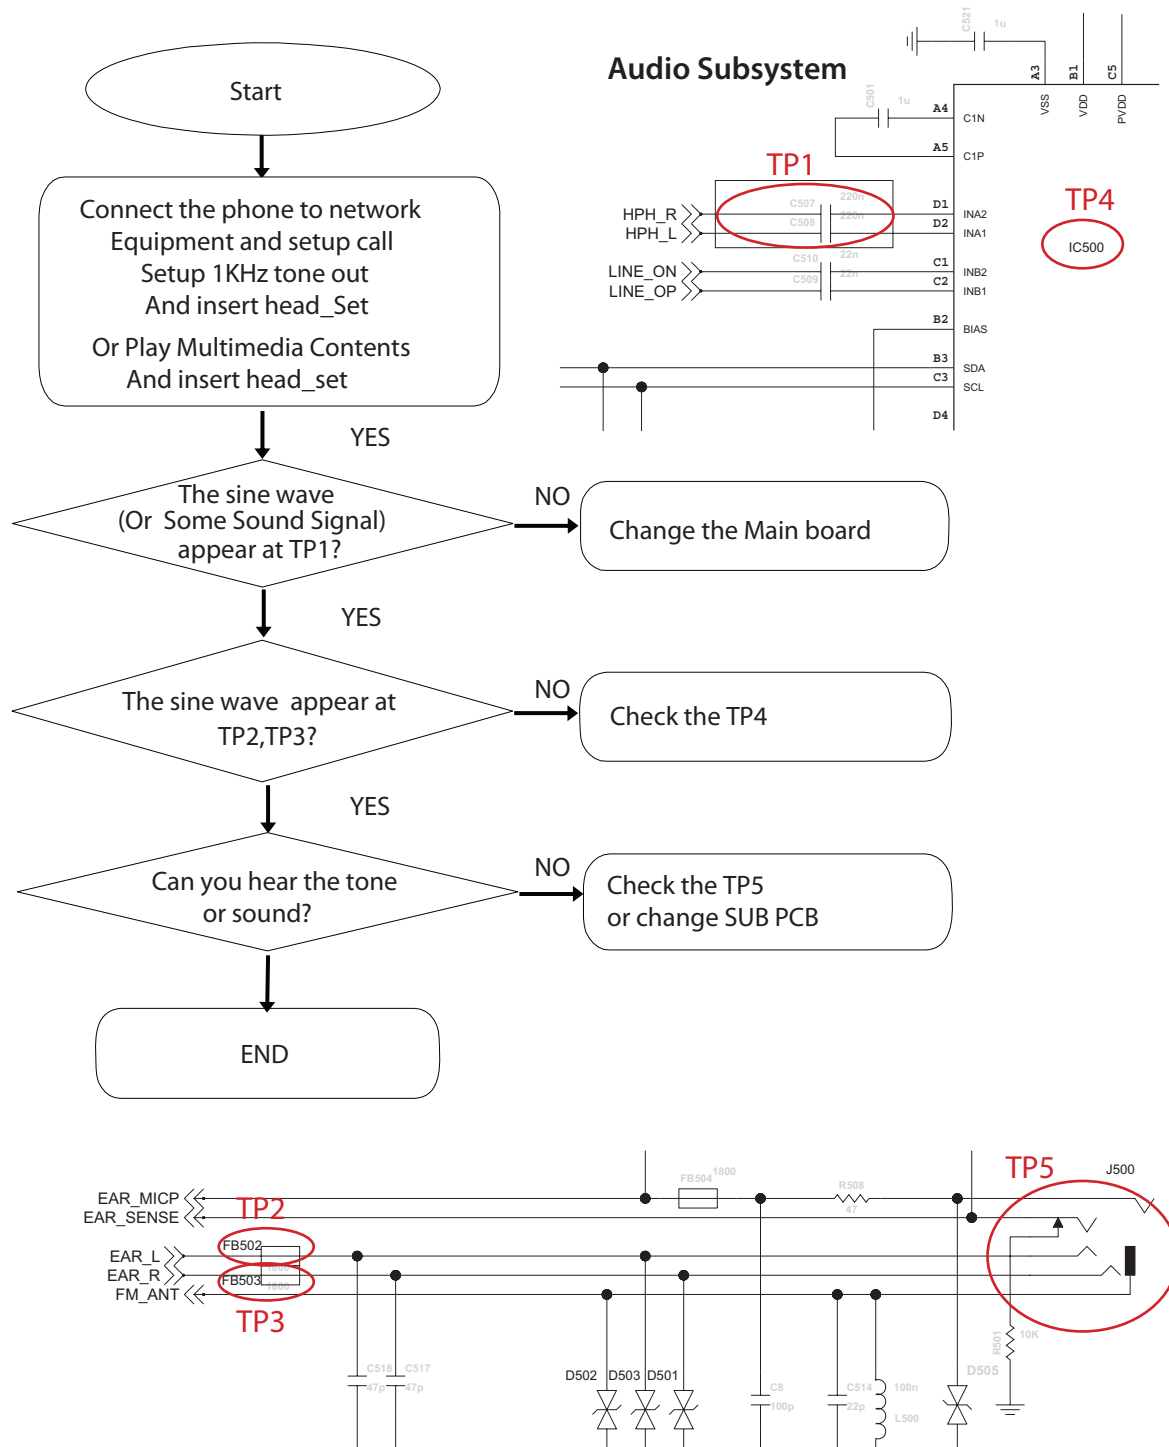 Start
Connect the phone to network
Equipment and setup call
Setup 1KHz tone out
And insert head_Set
Or Play Multimedia Contents
And insert head_set
YES
The sine wave
(Or Some Sound Signal)
appear at TP1?
NO
Change the Main board
YES
The sine wave appear at
TP2,TP3?
NO
Check the TP4
YES
Can you hear the tone
or sound?
NO
Check the TP5
or change SUB PCB
END
Audio Subsystem
C521
1u
A3
B1
C5
VSS
VDD
PVDD
C501
1u
A4
C1N
A5
C1P
TP1
TP4
IC500
HPH_R
C507
220n
D1
INA2
HPH_L
C508
220n
D2
INA1
LINE_ON
C510
22n
C1
INB2
LINE_OP
C509
22n
C2
INB1
B2
BIAS
B3
SDA
C3
SCL
D4
TP5
J500
EAR_MICP
FB504
1800
R508
47
EAR_SENSE
TP2
EAR_L
FB502
1800
EAR_R
FB503
1800
FM_ANT
TP3
R501
10K
C518
47p
C517
47p
D502
D503
D501
C8
100p
C514
22p
100n
L500
D505